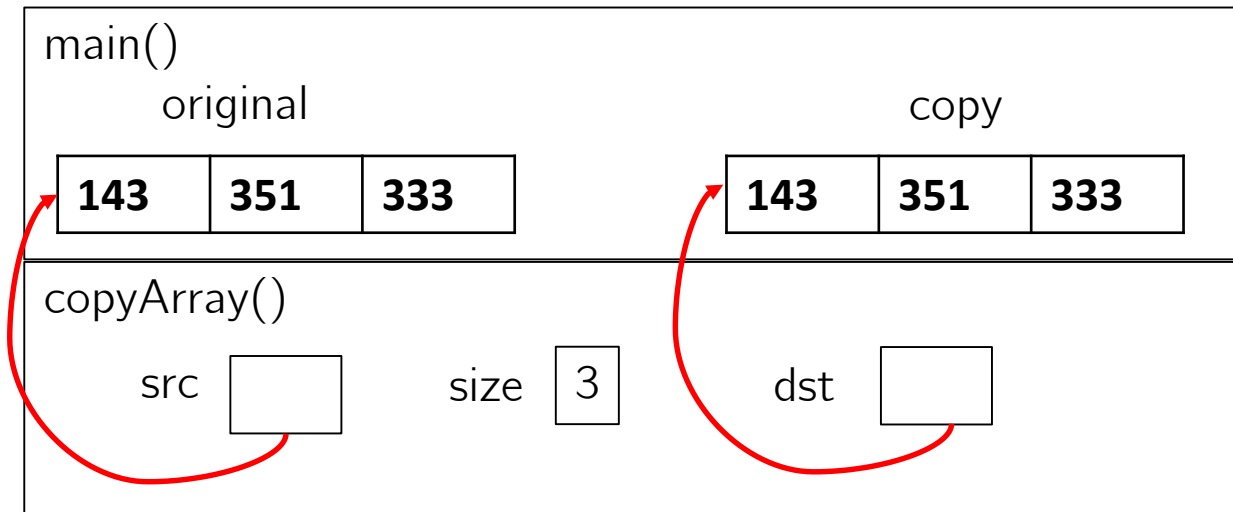 main()
original copy
143 351 333 143 351 333
copyArray()
src size 3 dst